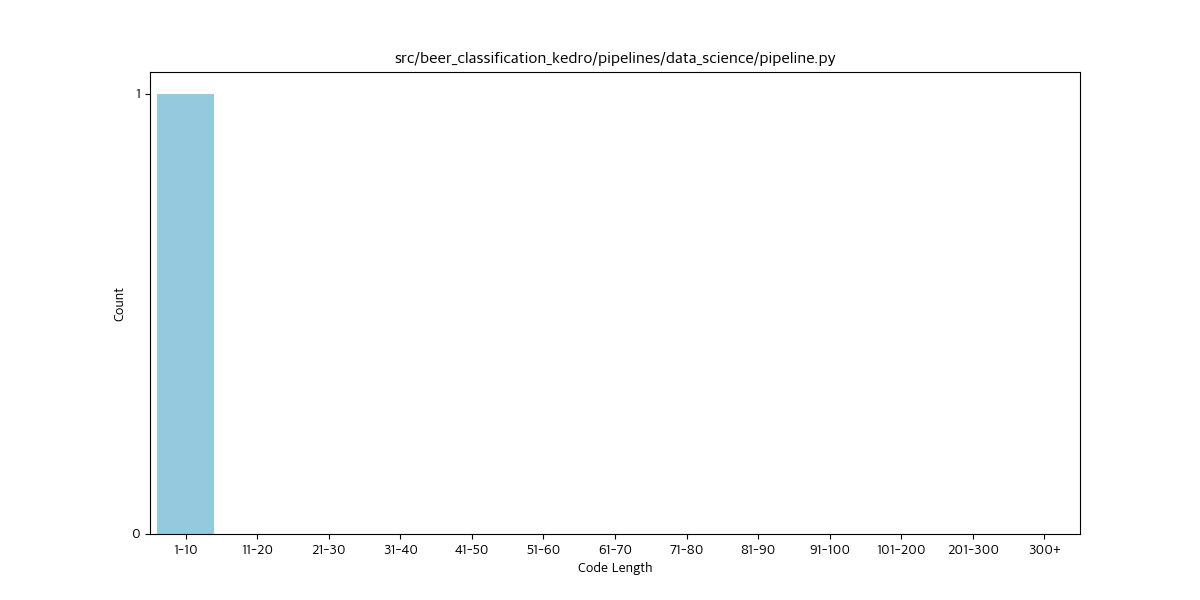 src/beer_classification_kedro/pipelines/data_science/pipeline.py
1
Count
0
1-10 11-20 21-30 31-40 41-50 51-60 61-70 71-80 81-90 91-100 101-200 201-300 300+
Code Length